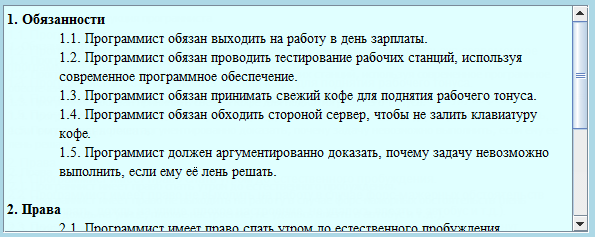 1. Обязанности
1.1. Программист обязан выходить на работу в день зарплаты.
1.2. Программист обязан проводить тестирование рабочих станций, используя
современное программное обеспечение.
1.3. Программист обязан принимать свежий кофе для поднятия рабочего тонуса.
1.4. Программист обязан обходить стороной сервер, чтобы не залить клавиатуру
кофе.
1.5. Программист должен аргументированно доказать, почему задачу невозможно
выполнить, если ему её лень решать.
2. Права
2.1. Программист имеет право спать утром до естественного пробуждения